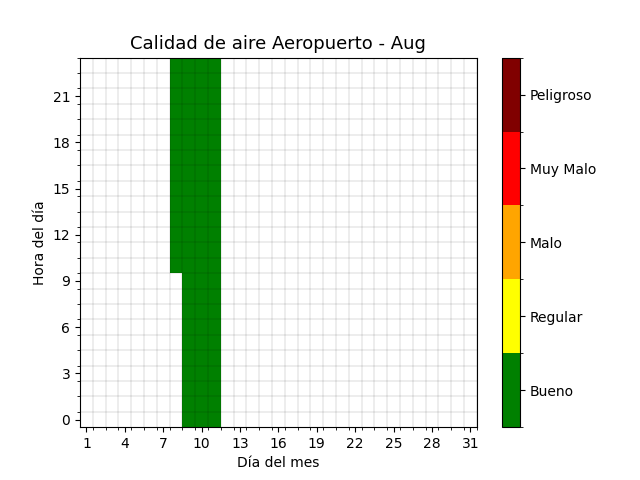 Calidad de aire Aeropuerto - Aug
Peligroso
Muy Malo
Malo
Regular
Bueno
Hora del día
21
18
15
12
9
6
3
0
1 4 7 10 13 16 19 22 25 28 31
Día del mes